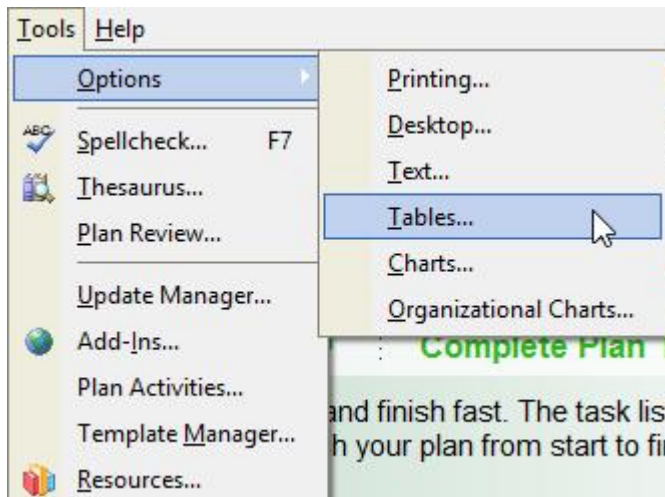 Tools Help
Options
Printing...
Desktop...
ABC Spellcheck... F7
Text...
Thesaurus...
Tables...
Plan Review...
Charts...
Update Manager...
Organizational Charts...
Add-Ins...
Complete Plan
Plan Activities...
and finish fast. The task lis
Template Manager...
h your plan from start to fi
Resources...